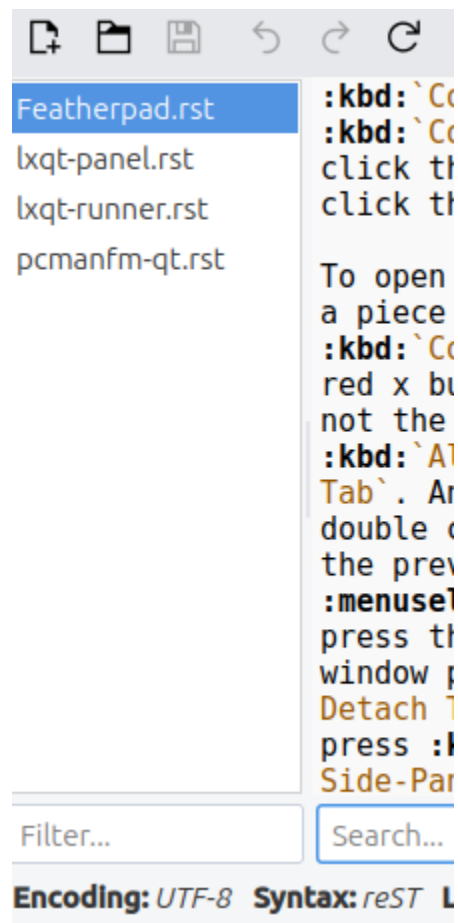 Featherpad.rst
lxqt-panel.rst
lxqt-runner.rst
pcmanfm-qt.rst
:kbd:`Co
:kbd:`Co
click th
click th
To open
a piece
:kbd:`Co
red x bu
not the
:kbd:`Al
Tab`. An
double c
the prev
:menusel
press th
window p
Detach T
press :k
Side-Pan
Filter...
Search...
Encoding: UTF-8 Syntax: reST L